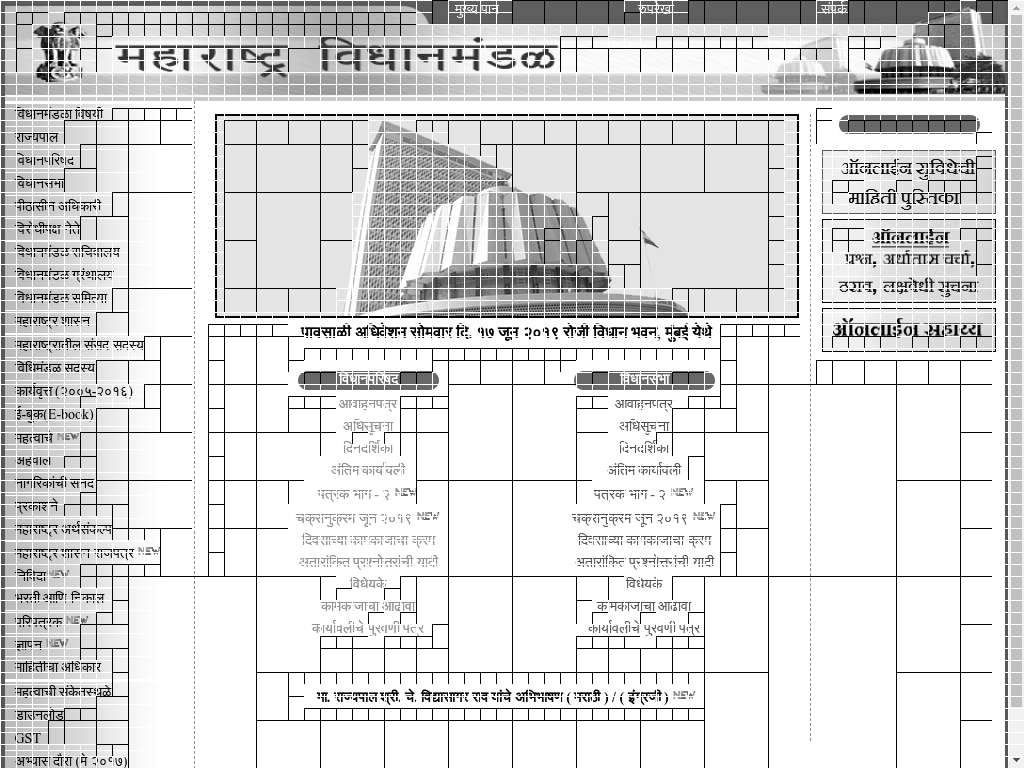 मुख्य पान
रुपरेखा
संपर्क
महाराष्ट्र विधानमंडळ
विधानमंडळा विषयी
राज्यपाल
विधानपरिषद
विधानसभा
पीठासीन अधिकारी
विरोधीपक्ष नेते
विधानमंडळ सचिवालय
विधानमंडळ ग्रंथालय
विधानमंडळ समित्या
महाराष्ट्र शासन
महाराष्ट्रातील संसद सदस्य
विधिमंडळ सदस्य
कार्यवृत्त (२००५-२०१६)
ई-बुक(E-book)
महत्वाचे NEW
अहवाल
नागरिकांची सनद
प्रकाशने
महाराष्ट्र अर्थसंकल्प
महाराष्ट्र शासन राजपत्र NEW
निविदा NEW
भरती आणि निकाल
परिपत्रक NEW
ज्ञापन NEW
माहितीचा अधिकार
महत्वाची संकेतस्थळे
डाउनलोड
GST
अभ्यास दौरा (मे २०१७)
पावसाळी अधिवेशन सोमवार दि. १७ जून २०१९ रोजी विधान भवन, मुंबई येथे
विधानपरिषद
आवाहनपत्र
अधिसूचना
दिनदर्शिका
अंतिम कार्यावली
पत्रक भाग - २ NEW
चक्रानुक्रम जून २०१९ NEW
दिवसाच्या कामकाजाचा क्रम
अतारांकित प्रश्नोत्तरांची यादी
विधेयके
कामकाजाचा आढावा
कार्यावलीचे पुरवणी पत्र
विधानसभा
आवाहनपत्र
अधिसूचना
दिनदर्शिका
अंतिम कार्यावली
पत्रक भाग - २ NEW
चक्रानुक्रम जून २०१९ NEW
दिवसाच्या कामकाजाचा क्रम
अतारांकित प्रश्नोत्तरांची यादी
विधेयके
कामकाजाचा आढावा
कार्यावलीचे पुरवणी पत्र
मा. राज्यपाल श्री. चे. विद्यासागर राव यांचे अभिभाषण ( मराठी ) / ( इंग्रजी ) NEW
ऑनलाईन सुविधेची
माहिती पुस्तिका
ऑनलाईन
प्रश्न, अर्धातास चर्चा,
ठराव, लक्षवेधी सुचना
ऑनलाईन सहाय्य